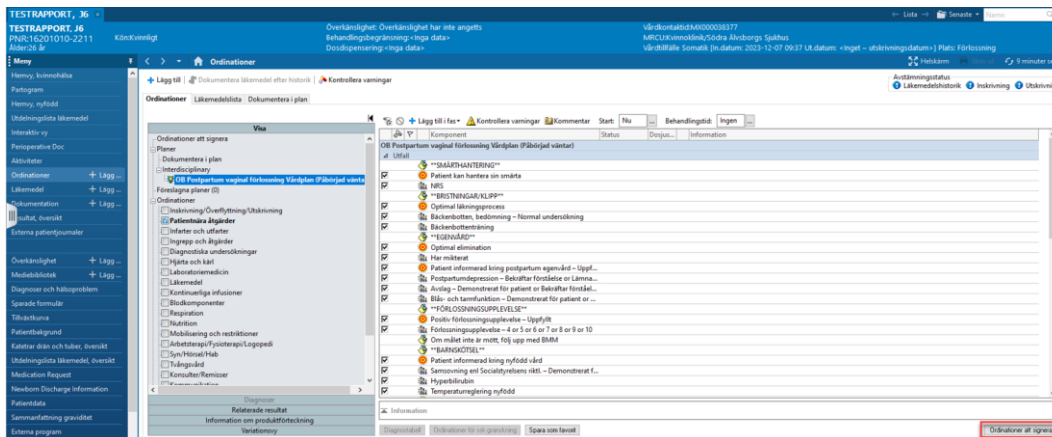 TESTRAPPORT, J6
Lista
Senaste
Namn
TESTRAPPORT, J6
PNR:16201010-2211
Ålder:26 år
Kön:Kvinnligt
Överkänslighet: Överkänslighet har inte angetts
Behandlingsbegränsning:<Inga data>
Dosdispensering:<Inga data>
Vårdkontaktid:MX000038377
MRCU:Kvinnoklinik/Södra Älvsborgs Sjukhus
Vårdtillfälle Somatik [In.datum: 2023-12-07 09:37 Ut.datum: <Inget – utskrivningsdatum>] Plats: Förlossning
Meny
Ordinationer
Helskärm
Skriv ut
9 minuter se
Hemvy, kvinnohälsa
Partogram
Hemvy, nyfödd
Utdelningslista läkemedel
Interaktiv vy
Perioperative Doc
Aktiviteter
Ordinationer + Lägg ...
Läkemedel + Lägg ...
Dokumentation + Lägg ...
esultat, översikt
Externa patientjournaler
Överkänslighet + Lägg ...
Mediebibliotek + Lägg ...
Diagnoser och hälsoproblem
Sparade formulär
Tillväxtkurva
Patientbakgrund
Katetrar drän och tuber, översikt
Utdelningslista läkemedel, översikt
Medication Request
Newborn Discharge Information
Patientdata
Sammanfattning graviditet
Externa program
+ Lägg till
Dokumentera läkemedel efter historik
Kontrollera varningar
Avstämningsstatus
Läkemedelshistorik
Inskrivning
Utskrivni
Ordinationer
Läkemedelslista
Dokumentera i plan
Visa
Ordinationer att signera
Planer
Dokumentera i plan
Interdisciplinary
OB Postpartum vaginal förlossning Vårdplan (Påbörjad vänta
Föreslagna planer (0)
Ordinationer
Inskrivning/Överflyttning/Utskrivning
Patientnära åtgärder
Infarter och utfarter
Ingrepp och åtgärder
Diagnostiska undersökningar
Hjärta och kärl
Laboratoriemedicin
Läkemedel
Kontinuerliga infusioner
Blodkomponenter
Respiration
Nutrition
Mobilisering och restriktioner
Arbetsterapi/Fysioterapi/Logopedi
Syn/Hörsel/Hab
Tvångsvård
Konsulter/Remisser
Kommunikation
Diagnoser
Relaterade resultat
Information om produktförteckning
Variationsvy
+ Lägg till i fas
Kontrollera varningar
Kommentar
Start: Nu ...
Behandlingstid: Ingen ...
Komponent
Status
Dosjus...
Information
OB Postpartum vaginal förlossning Vårdplan (Påbörjad väntar)
Utfall
**SMÄRTHANTERING**
Patient kan hantera sin smärta
NRS
**BRISTNINGAR/KLIPP**
Optimal läkningsprocess
Bäckenbotten, bedömning – Normal undersökning
Bäckenbottenträning
**EGENVÅRD**
Optimal elimination
Har mikterat
Patient informerad kring postpartum egenvård – Uppf...
Postpartumdepression – Bekräftar förståelse or Lämna...
Avslag – Demonstrerat för patient or Bekräftar förståel...
Blås- och tarmfunktion – Demonstrerat för patient or ...
**FÖRLOSSNINGSUPPLEVELSE**
Positiv förlossningsupplevelse – Uppfyllt
Förlossningsupplevelse – 4 or 5 or 6 or 7 or 8 or 9 or 10
Om målet inte är mött, följ upp med BMM
**BARNSKÖTSEL**
Patient informerad kring nyfödd vård
Samsovning enl Socialstyrelsens riktl. – Demonstrerat f...
Hyperbilirubin
Temperaturreglering nyfödd
Information
Diagnostabell
Ordinationer för sok-granskning
Spara som favorit
Ordinationer att signera